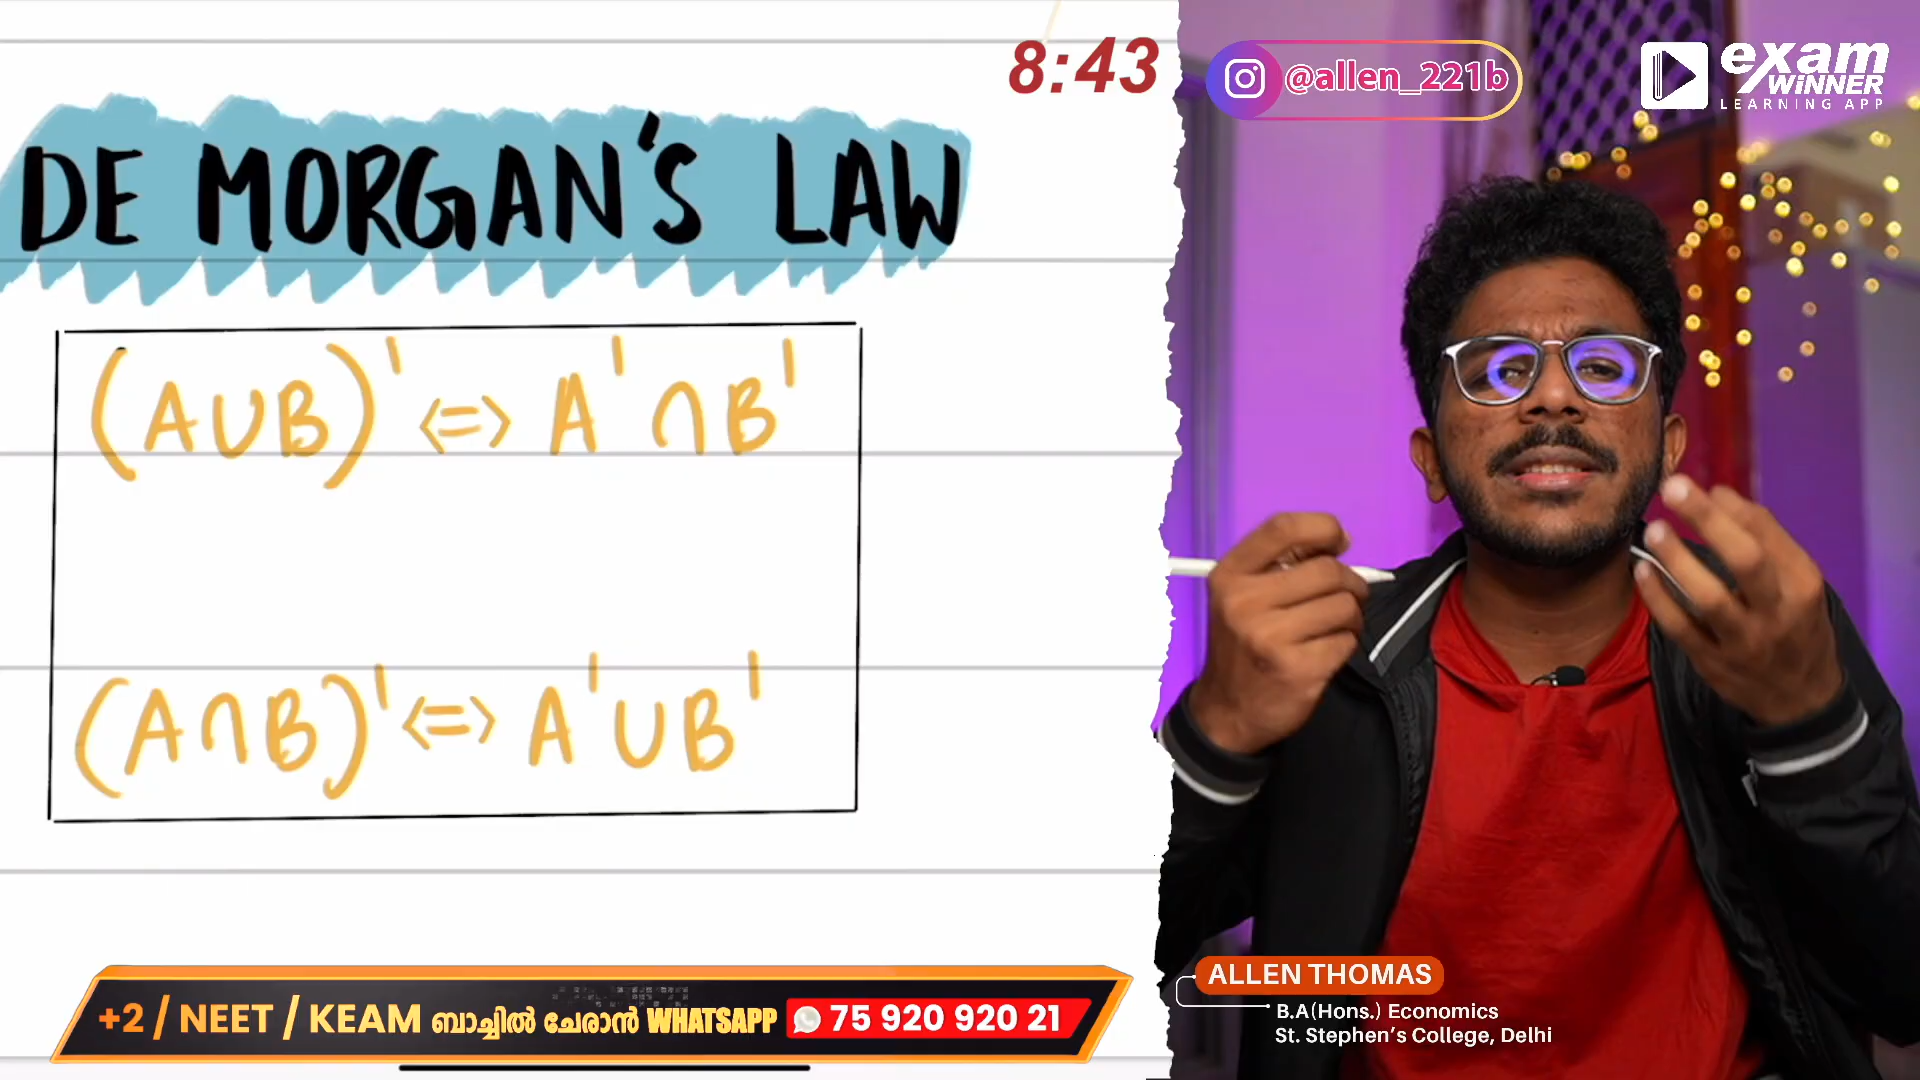 8:43
@allen_221b
exam
WINNER
LEARNING APP
DE MORGAN'S LAW
(A∪B)' <=> A'∩B'
(A∩B)' <=> A'∪B'
+2 / NEET / KEAM ബാച്ചിൽ ചേരാൻ WHATSAPP 75 920 920 21
ALLEN THOMAS
B.A(Hons.) Economics
St. Stephen's College, Delhi